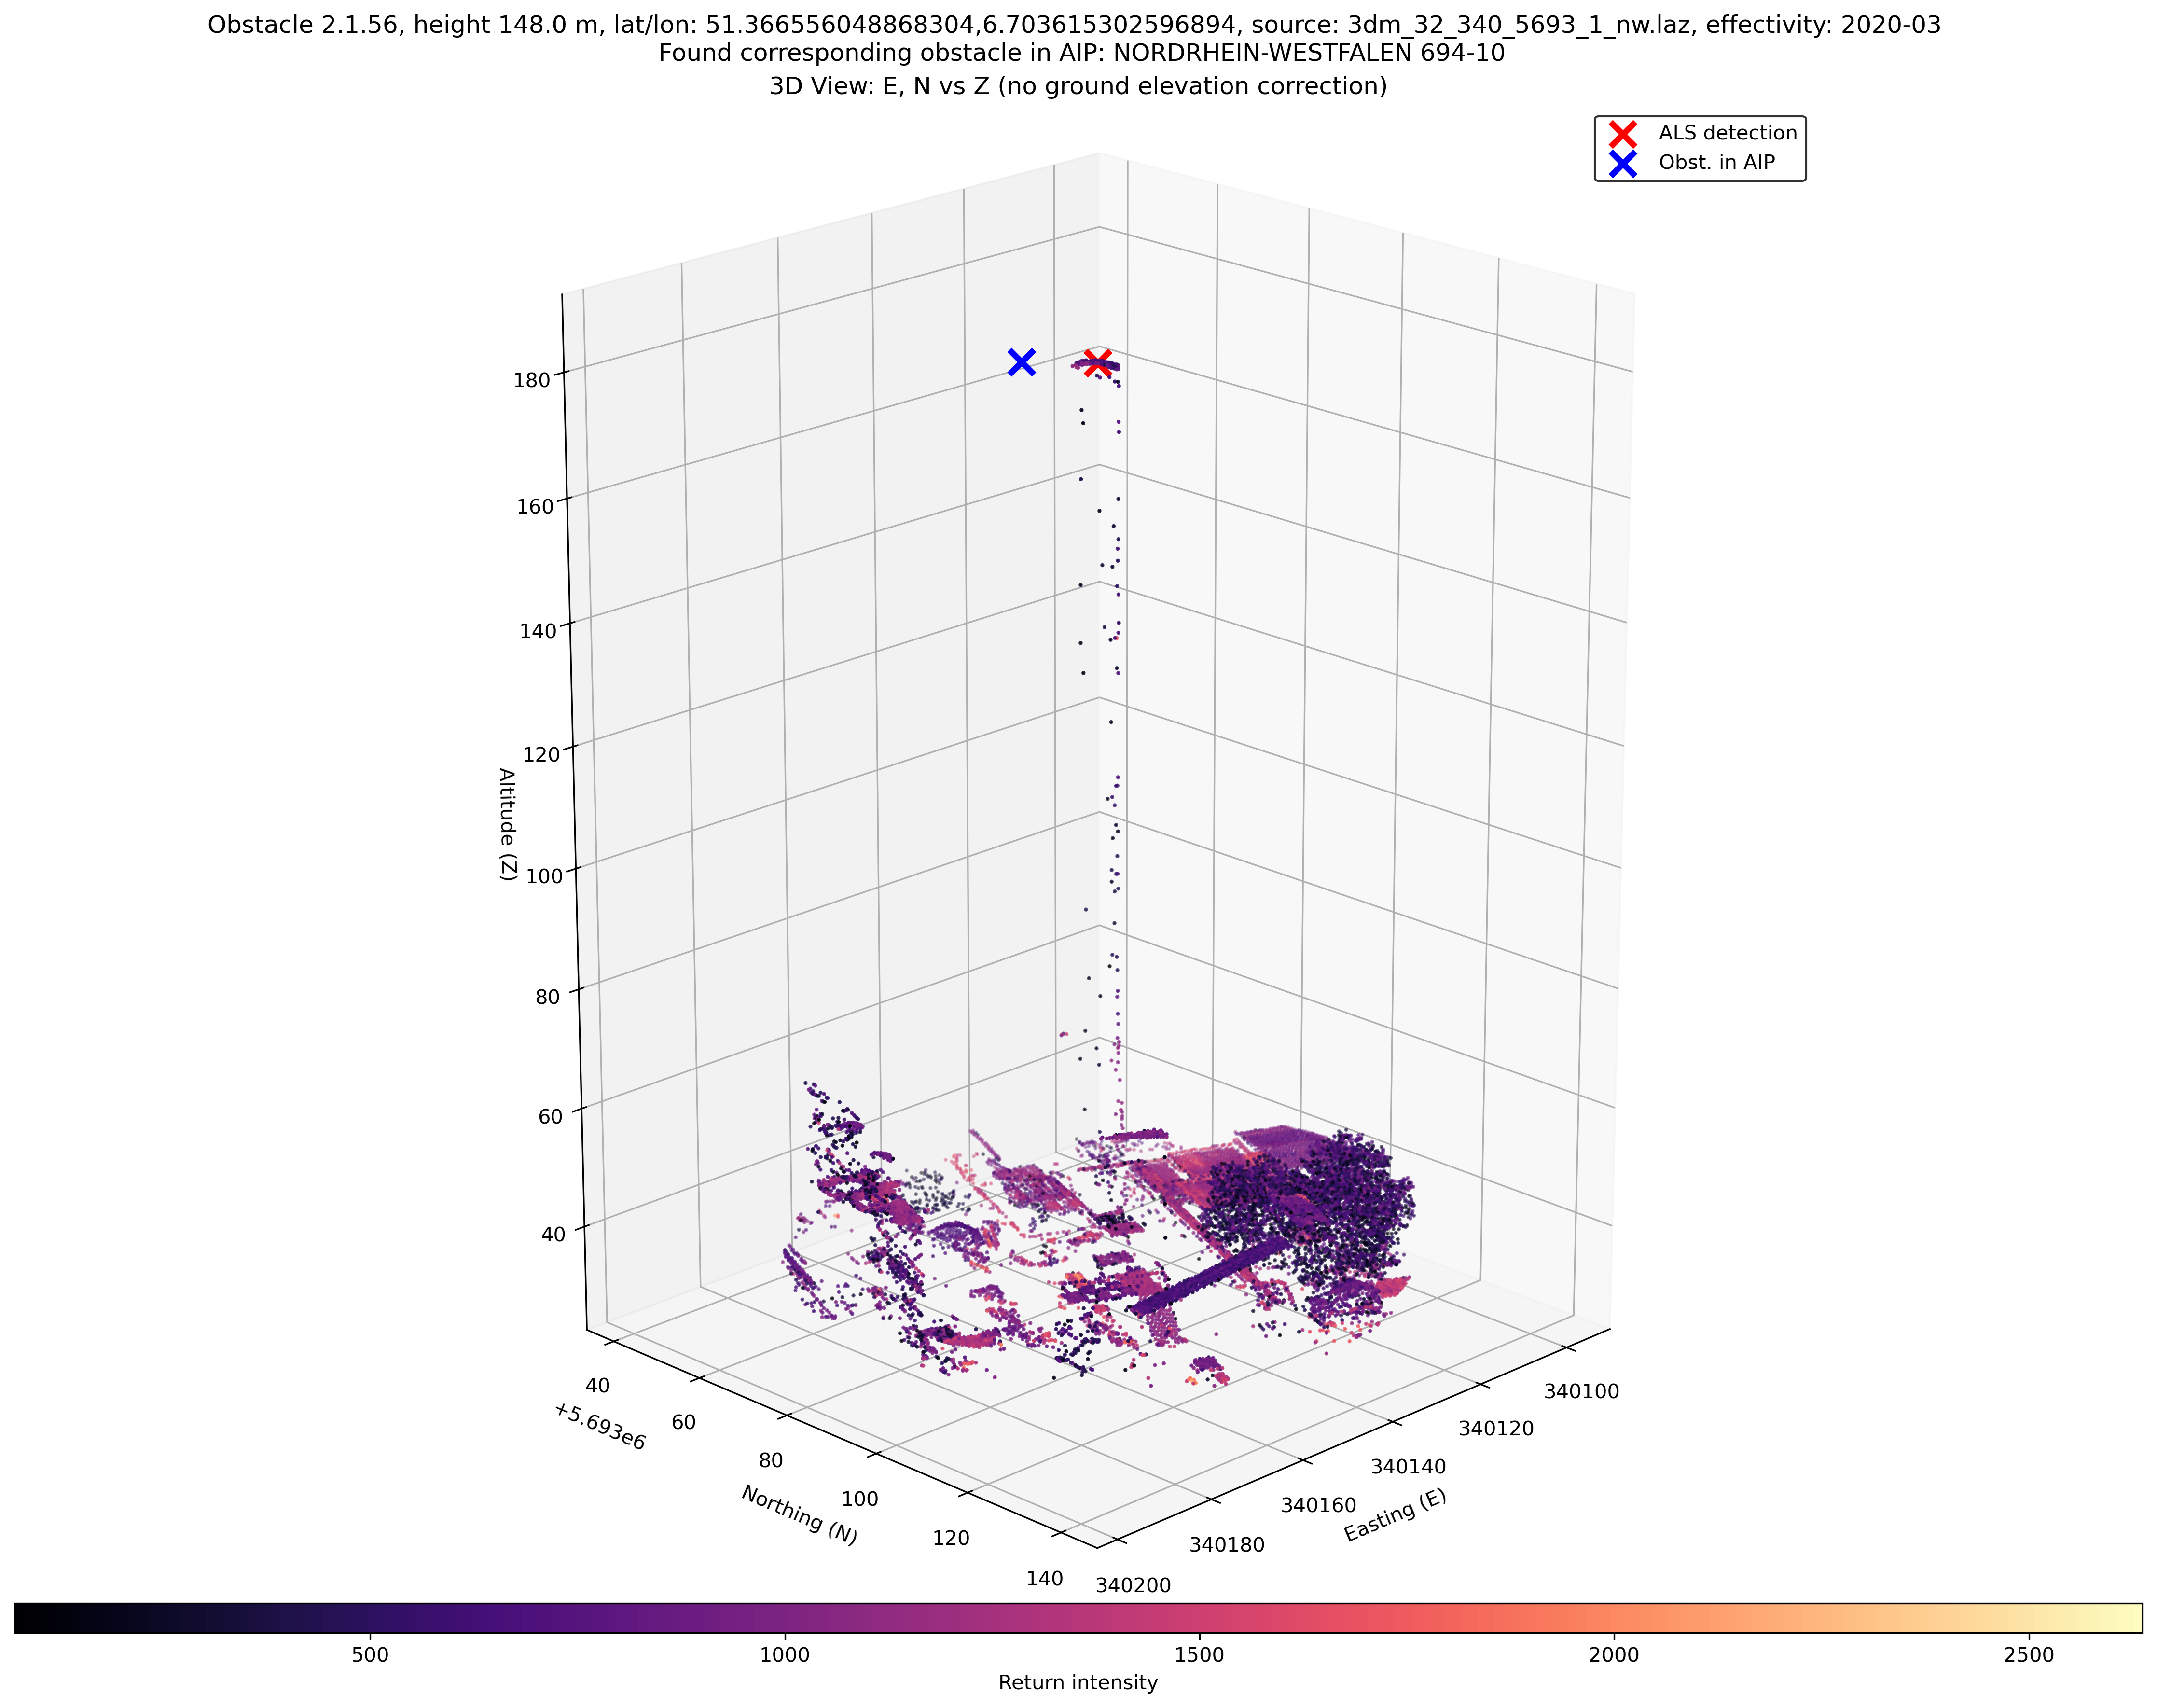 Obstacle 2.1.56, height 148.0 m, lat/lon: 51.366556048868304,6.703615302596894, source: 3dm_32_340_5693_1_nw.laz, effectivity: 2020-03
Found corresponding obstacle in AIP: NORDRHEIN-WESTFALEN 694-10
3D View: E, N vs Z (no ground elevation correction)
ALS detection
Obst. in AIP
180
160
140
120
100
80
60
40
Altitude (Z)
40
60
80
100
120
140
+5.693e6
Northing (N)
340100
340120
340140
340160
340180
340200
Easting (E)
500
1000
1500
2000
2500
Return intensity